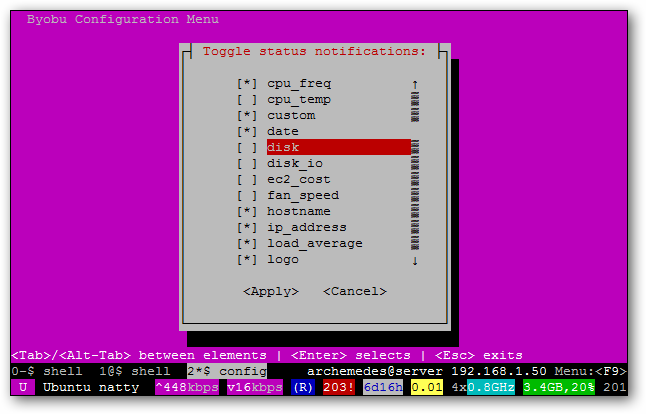 Byobu Configuration Menu
Toggle status notifications:
[*] cpu_freq ↑
[ ] cpu_temp
[*] custom
[*] date
[ ] disk
[ ] disk_io
[ ] ec2_cost
[ ] fan_speed
[*] hostname
[*] ip_address
[*] load_average
[*] logo ↓
<Apply> <Cancel>
<Tab>/<Alt-Tab> between elements | <Enter> selects | <Esc> exits
0-$ shell 1@$ shell 2*$ config archemedes@server 192.168.1.50 Menu:<F9>
U Ubuntu natty ^448kbps v16kbps (R) 203! 6d16h 0.01 4x0.8GHz 3.4GB,20% 201